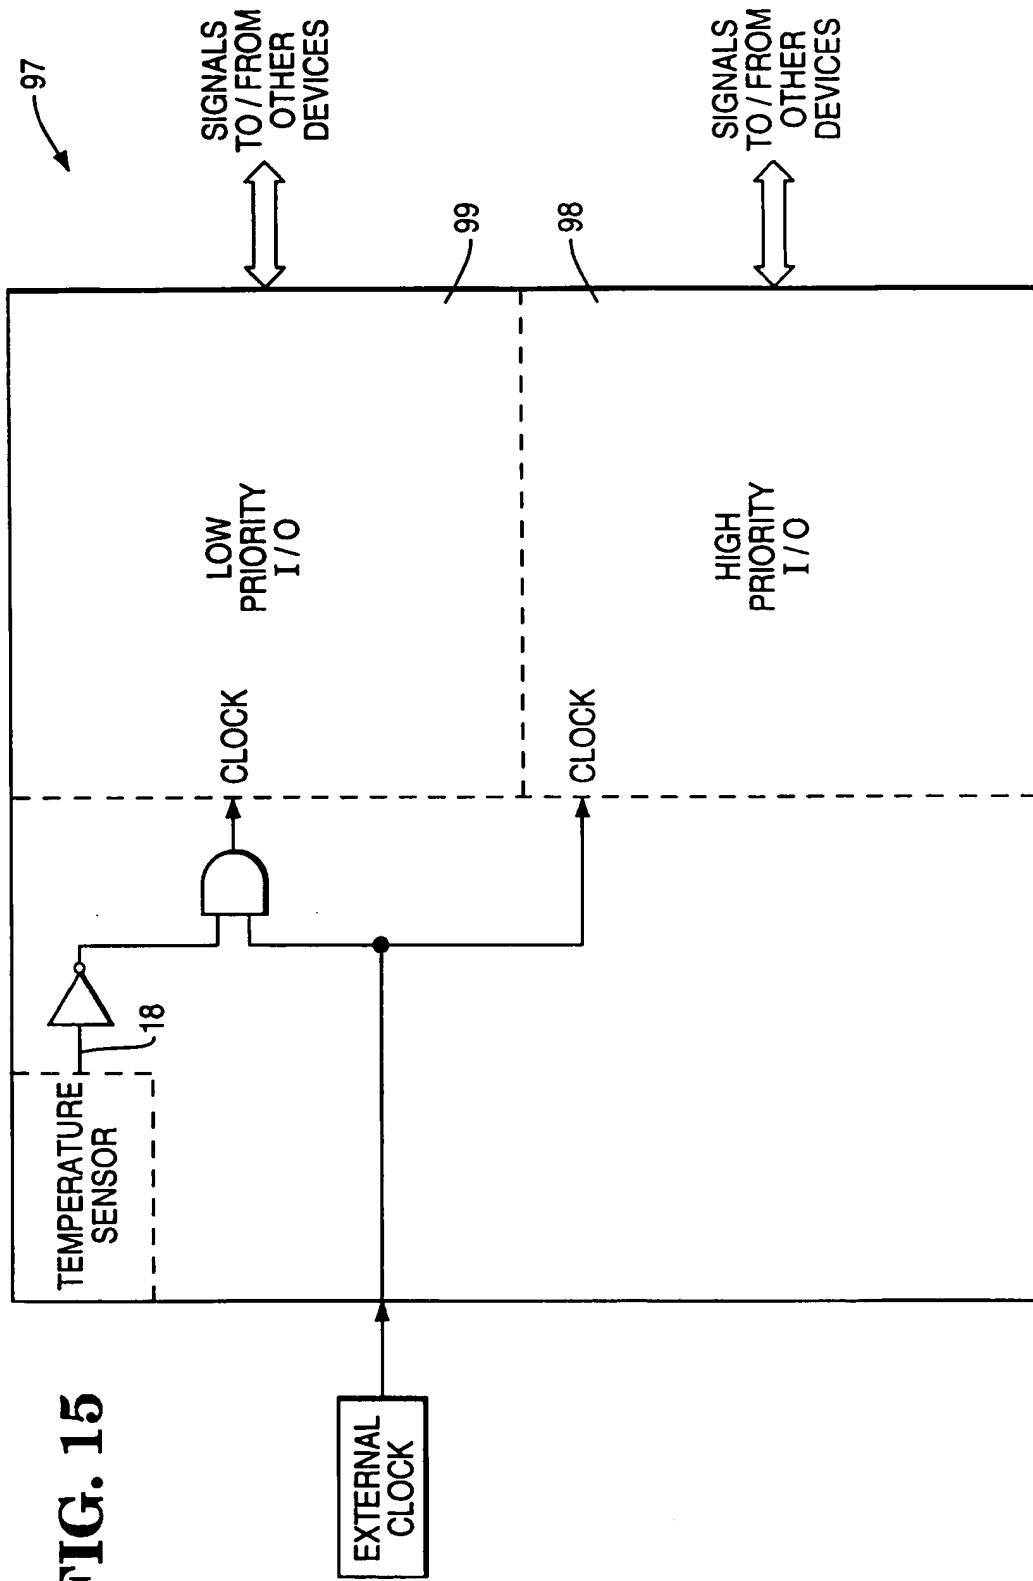 FIG. 15
97
TEMPERATURE
SENSOR
18
EXTERNAL
CLOCK
CLOCK
LOW
PRIORITY
I/O
99
SIGNALS
TO/FROM
OTHER
DEVICES
CLOCK
HIGH
PRIORITY
I/O
98
SIGNALS
TO/FROM
OTHER
DEVICES